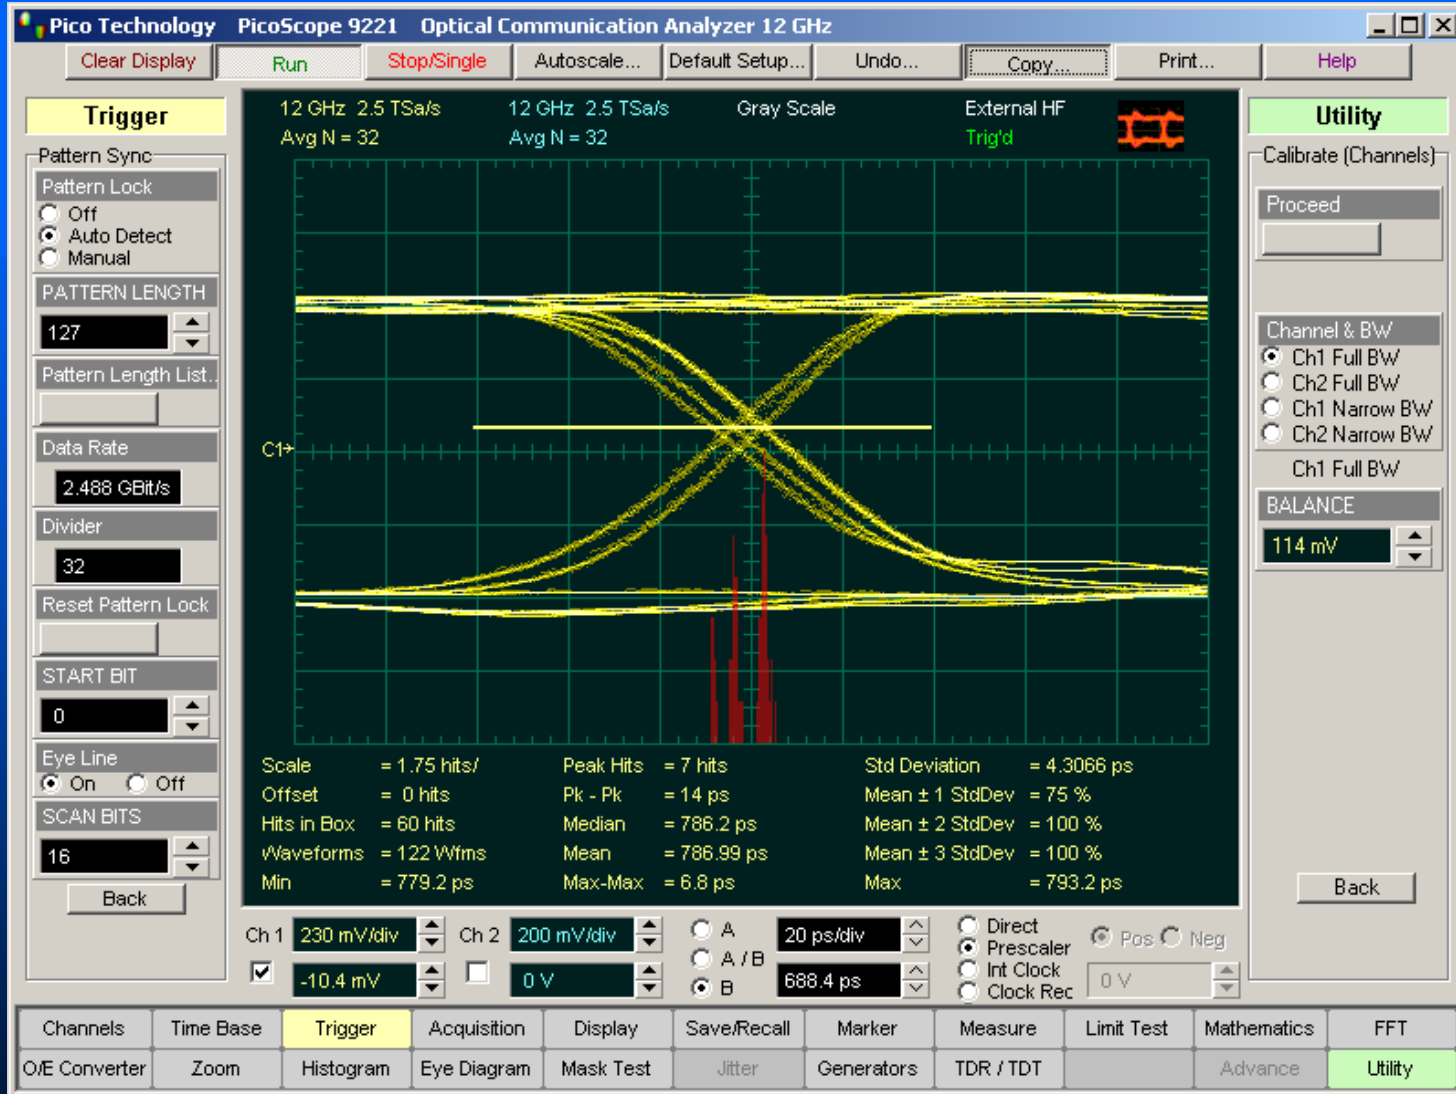 Pico Technology PicoScope 9221 Optical Communication Analyzer 12 GHz
Clear Display Run Stop/Single Autoscale... Default Setup... Undo... Copy... Print... Help
Trigger
Pattern Sync
Pattern Lock
Off
Auto Detect
Manual
PATTERN LENGTH
127
Pattern Length List..
Data Rate
2.488 GBit/s
Divider
32
Reset Pattern Lock
START BIT
0
Eye Line
On Off
SCAN BITS
16
Back
12 GHz 2.5 TSa/s 12 GHz 2.5 TSa/s Gray Scale External HF
Avg N = 32 Avg N = 32 Trig'd
C1
Scale = 1.75 hits/ Peak Hits = 7 hits Std Deviation = 4.3066 ps
Offset = 0 hits Pk - Pk = 14 ps Mean ± 1 StdDev = 75 %
Hits in Box = 60 hits Median = 786.2 ps Mean ± 2 StdDev = 100 %
Waveforms = 122 Wfms Mean = 786.99 ps Mean ± 3 StdDev = 100 %
Min = 779.2 ps Max-Max = 6.8 ps Max = 793.2 ps
Utility
Calibrate (Channels)
Proceed
Channel & BW
Ch1 Full BW
Ch2 Full BW
Ch1 Narrow BW
Ch2 Narrow BW
Ch1 Full BW
BALANCE
114 mV
Back
Ch 1 230 mV/div Ch 2 200 mV/div A 20 ps/div Direct
A / B Prescaler Pos Neg
-10.4 mV 0 V B 688.4 ps Int Clock 0 V
Clock Rec
Channels Time Base Trigger Acquisition Display Save/Recall Marker Measure Limit Test Mathematics FFT
O/E Converter Zoom Histogram Eye Diagram Mask Test Jitter Generators TDR / TDT Advance Utility